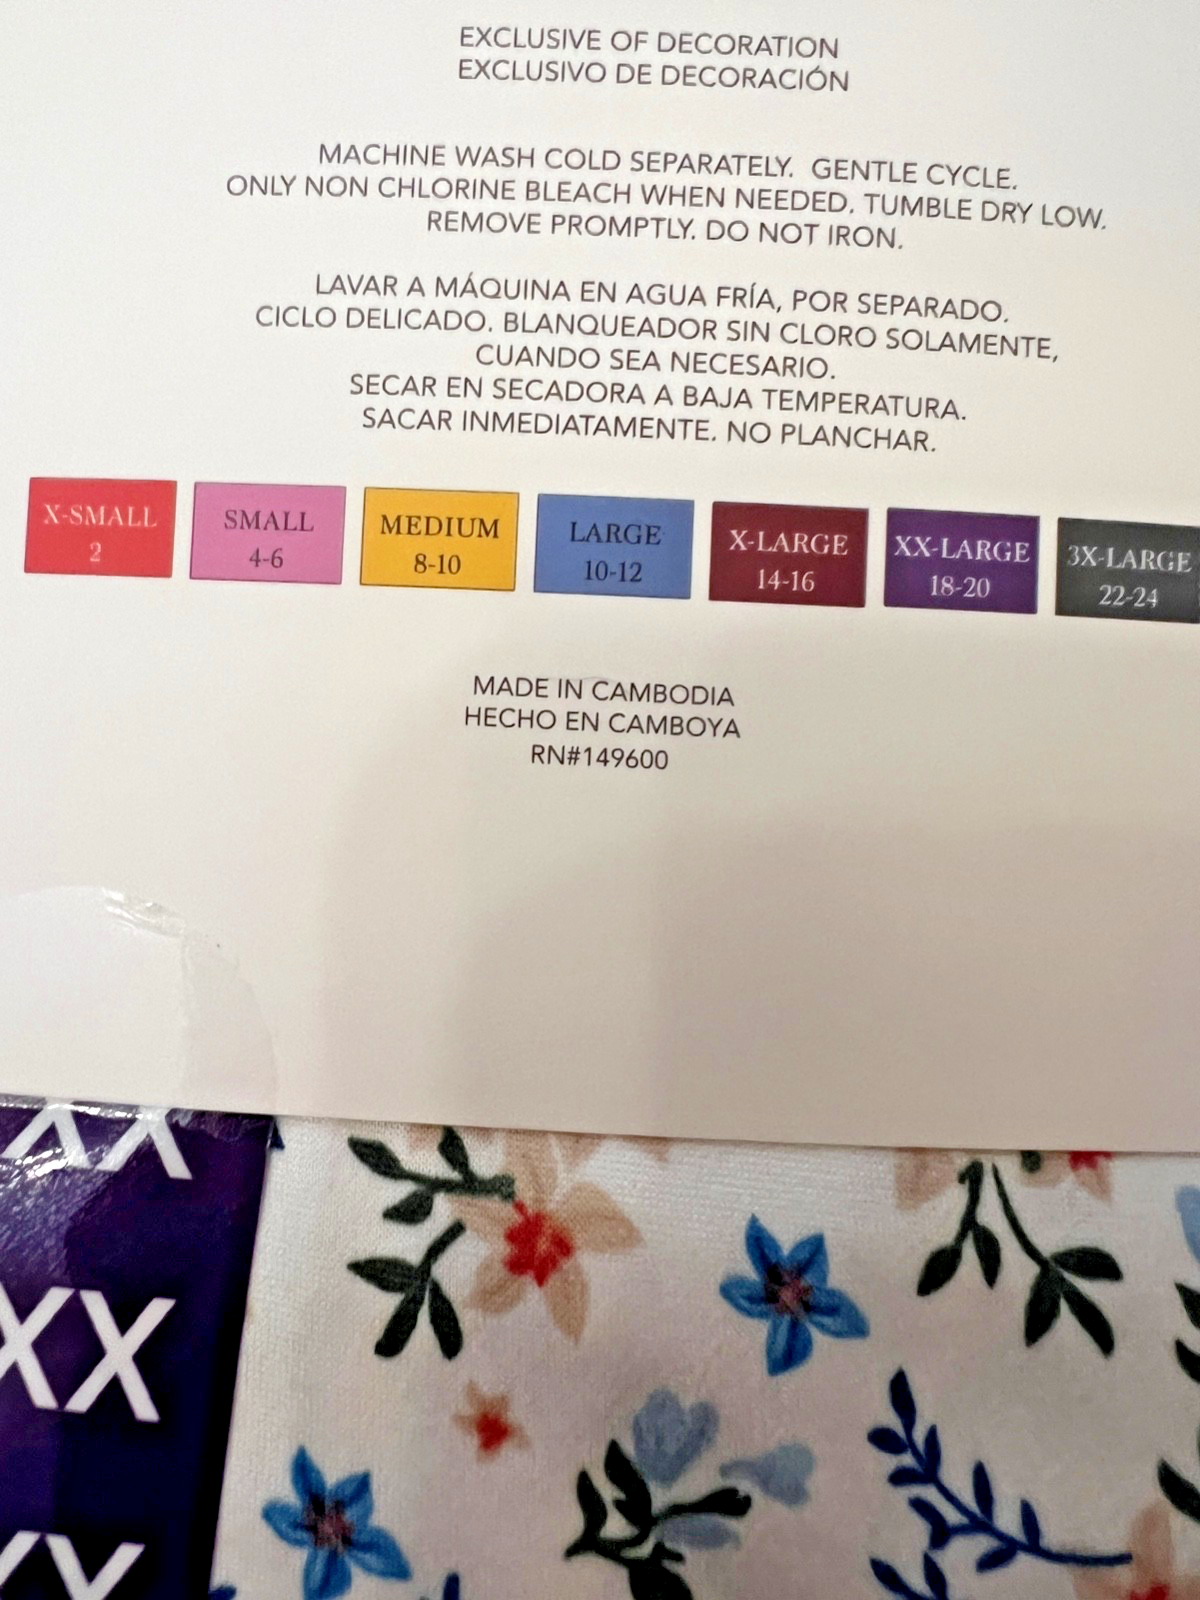 EXCLUSIVE OF DECORATION
EXCLUSIVO DE DECORACIÓN
MACHINE WASH COLD SEPARATELY. GENTLE CYCLE.
ONLY NON CHLORINE BLEACH WHEN NEEDED. TUMBLE DRY LOW.
REMOVE PROMPTLY. DO NOT IRON.
LAVAR A MÁQUINA EN AGUA FRÍA, POR SEPARADO.
CICLO DELICADO. BLANQUEADOR SIN CLORO SOLAMENTE,
CUANDO SEA NECESARIO.
SECAR EN SECADORA A BAJA TEMPERATURA.
SACAR INMEDIATAMENTE. NO PLANCHAR.
X-SMALL SMALL MEDIUM LARGE X-LARGE XX-LARGE 3X-LARGE
2 4-6 8-10 10-12 14-16 18-20 22-24
MADE IN CAMBODIA
HECHO EN CAMBOYA
RN#149600
XX
XX
XX